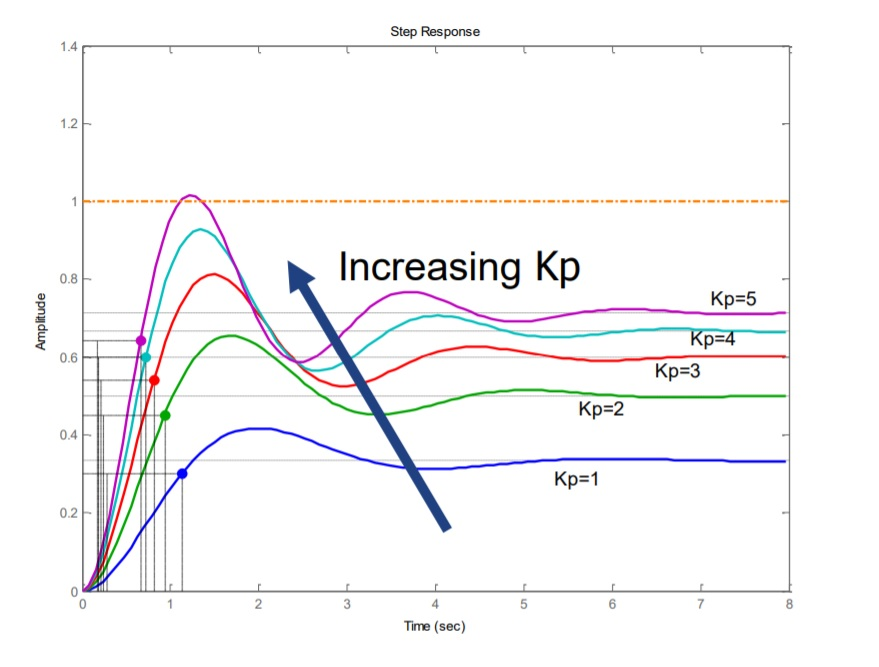 Step Response
1.4
1.2
1
0.8
0.6
0.4
0.2
0
Amplitude
Increasing Kp
Kp=5
Kp=4
Kp=3
Kp=2
Kp=1
0 1 2 3 4 5 6 7 8
Time (sec)